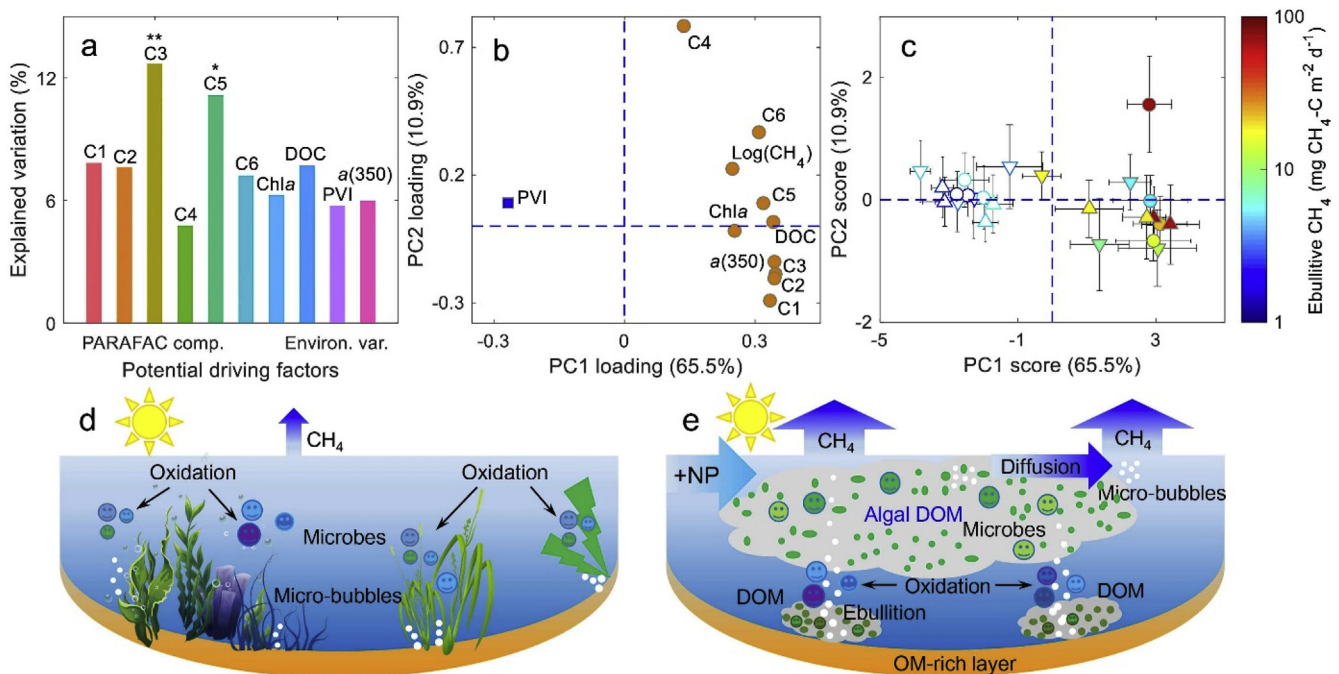 a
**
C3
*
C5
C1
C2
C4
C6
Chla
DOC
PVI
a(350)
12
6
0
Explained variation (%)
PARAFAC comp.
Environ. var.
Potential driving factors
b
C4
C6
Log(CH4)
C5
PVI
Chla
DOC
a(350)
C3
C2
C1
0.7
0.2
-0.3
PC2 loading (10.9%)
-0.3
0
0.3
PC1 loading (65.5%)
c
2
0
-2
PC2 score (10.9%)
-5
-1
3
PC1 score (65.5%)
100
10
1
Ebullitive CH4 (mg CH4-C m-2 d-1)
d
CH4
Oxidation
Oxidation
Microbes
Micro-bubbles
e
CH4
CH4
+NP
Diffusion
Micro-bubbles
Algal DOM
Microbes
Oxidation
DOM
DOM
Ebullition
OM-rich layer